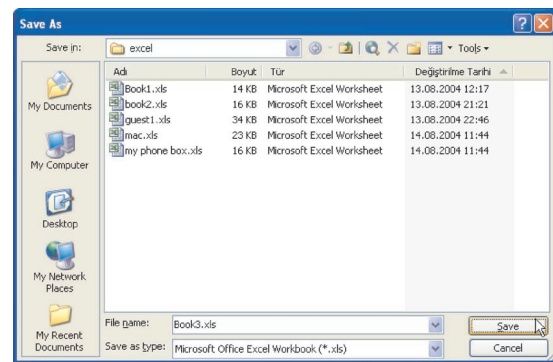 Save As
Save in: excel Tools
Adı Boyut Tür Değiştirilme Tarihi
Book1.xls 14 KB Microsoft Excel Worksheet 13.08.2004 12:17
book2.xls 16 KB Microsoft Excel Worksheet 13.08.2004 21:21
guest1.xls 34 KB Microsoft Excel Worksheet 13.08.2004 22:46
mac.xls 23 KB Microsoft Excel Worksheet 14.08.2004 11:44
my phone box.xls 16 KB Microsoft Excel Worksheet 14.08.2004 11:44
My Documents
My Computer
Desktop
My Network
Places
My Recent
Documents
File name: Book3.xls Save
Save as type: Microsoft Office Excel Workbook (*.xls) Cancel